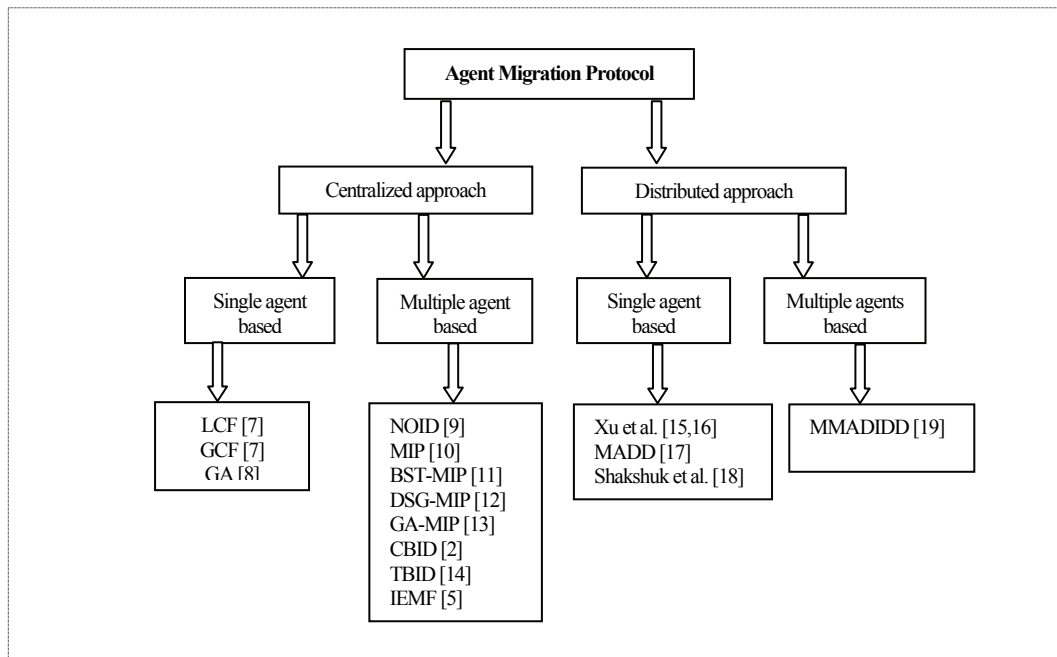 Agent Migration Protocol
Centralized approach
Distributed approach
Single agent
based
Multiple agent
based
Single agent
based
Multiple agents
based
LCF [7]
GCF [7]
GA [8]
NOID [9]
MIP [10]
BST-MIP [11]
DSG-MIP [12]
GA-MIP [13]
CBID [2]
TBID [14]
IEMF [5]
Xu et al. [15,16]
MADD [17]
Shakshuk et al. [18]
MMADIDD [19]